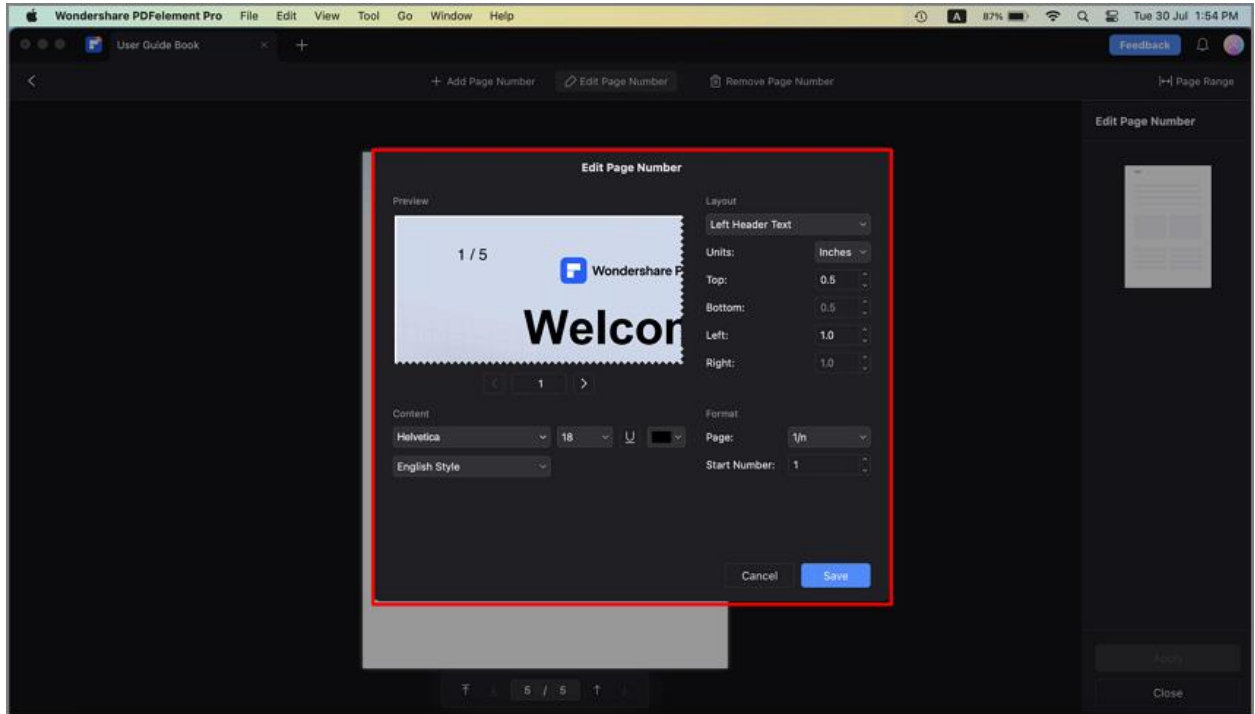 Wondershare PDFelement Pro File Edit View Tool Go Window Help A 87% Tue 30 Jul 1:54 PM
User Guide Book × + Feedback
+ Add Page Number Edit Page Number Remove Page Number Page Range
Edit Page Number
Edit Page Number
Preview
1 / 5
Wondershare P
Welcor
1
Layout
Left Header Text
Units: Inches
Top: 0.5
Bottom: 0.5
Left: 1.0
Right: 1.0
Content
Helvetica 18 U
English Style
Format
Page: 1/n
Start Number: 1
Cancel Save
5 / 5
Apply
Close